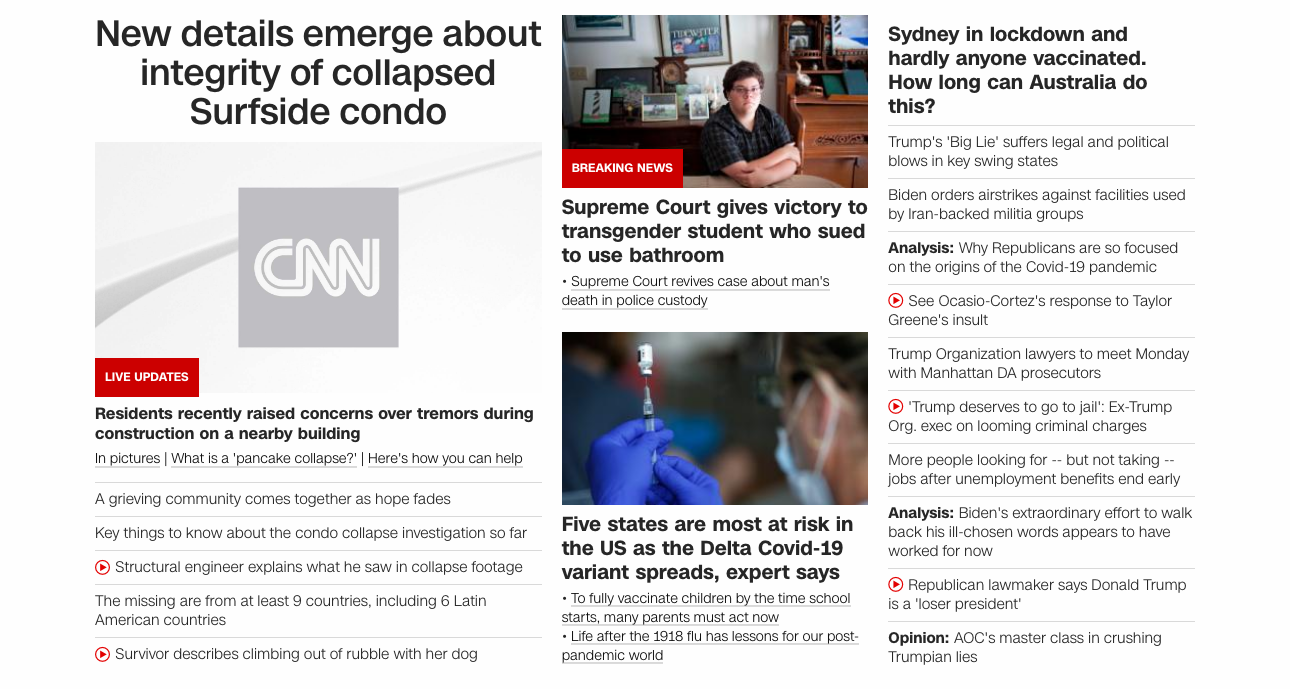 New details emerge about
integrity of collapsed
Surfside condo
CNN
LIVE UPDATES
Residents recently raised concerns over tremors during
construction on a nearby building
In pictures | What is a 'pancake collapse?' | Here's how you can help
A grieving community comes together as hope fades
Key things to know about the condo collapse investigation so far
Structural engineer explains what he saw in collapse footage
The missing are from at least 9 countries, including 6 Latin
American countries
Survivor describes climbing out of rubble with her dog
TIDEWATER
BREAKING NEWS
Supreme Court gives victory to
transgender student who sued
to use bathroom
• Supreme Court revives case about man's
death in police custody
Five states are most at risk in
the US as the Delta Covid-19
variant spreads, expert says
• To fully vaccinate children by the time school
starts, many parents must act now
• Life after the 1918 flu has lessons for our post-
pandemic world
Sydney in lockdown and
hardly anyone vaccinated.
How long can Australia do
this?
Trump's 'Big Lie' suffers legal and political
blows in key swing states
Biden orders airstrikes against facilities used
by Iran-backed militia groups
Analysis: Why Republicans are so focused
on the origins of the Covid-19 pandemic
See Ocasio-Cortez's response to Taylor
Greene's insult
Trump Organization lawyers to meet Monday
with Manhattan DA prosecutors
'Trump deserves to go to jail': Ex-Trump
Org. exec on looming criminal charges
More people looking for -- but not taking --
jobs after unemployment benefits end early
Analysis: Biden's extraordinary effort to walk
back his ill-chosen words appears to have
worked for now
Republican lawmaker says Donald Trump
is a 'loser president'
Opinion: AOC's master class in crushing
Trumpian lies